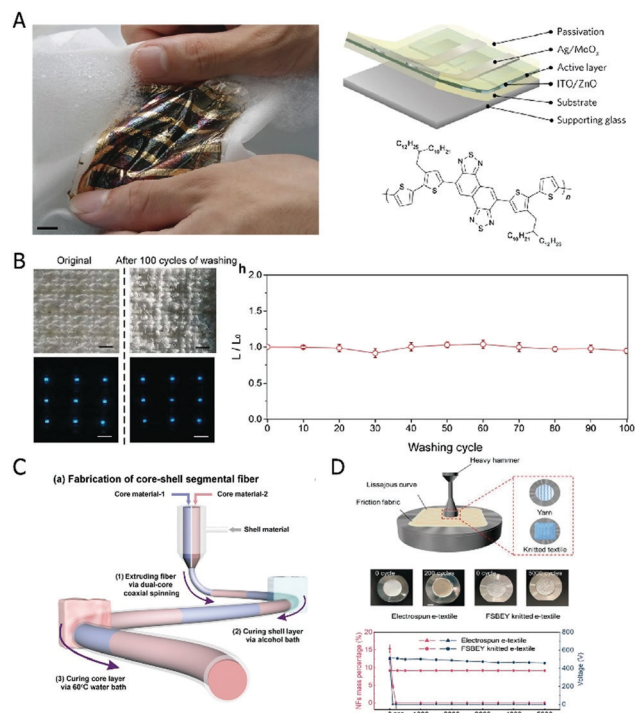 A
Passivation
Ag/MoOₓ
Active layer
ITO/ZnO
Substrate
Supporting glass
C₁₂H₂₅
C₁₀H₂₁
N S N
S
S
S
S
N S N
n
C₁₀H₂₁
C₁₂H₂₅
B
Original
After 100 cycles of washing
h
L / L₀
2.0
1.5
1.0
0.5
0.0
0 10 20 30 40 50 60 70 80 90 100
Washing cycle
C
(a) Fabrication of core-shell segmental fiber
Core material-1
Core material-2
Shell material
(1) Extruding fiber
via dual-core
coaxial spinning
(2) Curing shell layer
via alcohol bath
(3) Curing core layer
via 60°C water bath
D
Heavy hammer
Lissajous curve
Friction fabric
Yarn
Knitted textile
0 cycle
200 cycles
0 cycle
5000 cycles
Electrospun e-textile
FSBEY knitted e-textile
Electrospun e-textile
FSBEY knitted e-textile
NFs mass percentage (%)
20
15
10
5
0
Voltage (V)
800
600
400
200
0